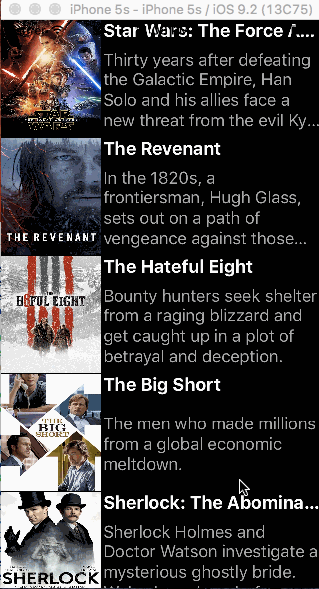 iPhone 5s - iPhone 5s / iOS 9.2 (13C75)
Star Wars: The Force A....
Thirty years after defeating
the Galactic Empire, Han
Solo and his allies face a
new threat from the evil Ky...
THE REVENANT
The Revenant
In the 1820s, a
frontiersman, Hugh Glass,
sets out on a path of
vengeance against those...
The Hateful Eight
Bounty hunters seek shelter
from a raging blizzard and
get caught up in a plot of
betrayal and deception.
THE
BIG
SHORT
The Big Short
The men who made millions
from a global economic
meltdown.
SHERLOCK
Sherlock: The Abomina...
Sherlock Holmes and
Doctor Watson investigate a
mysterious ghostly bride.